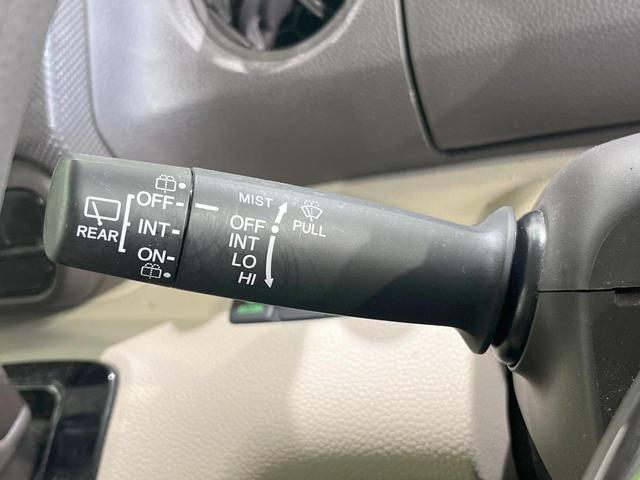 REAR
OFF
INT
ON
MIST
OFF
INT
LO
HI
PULL